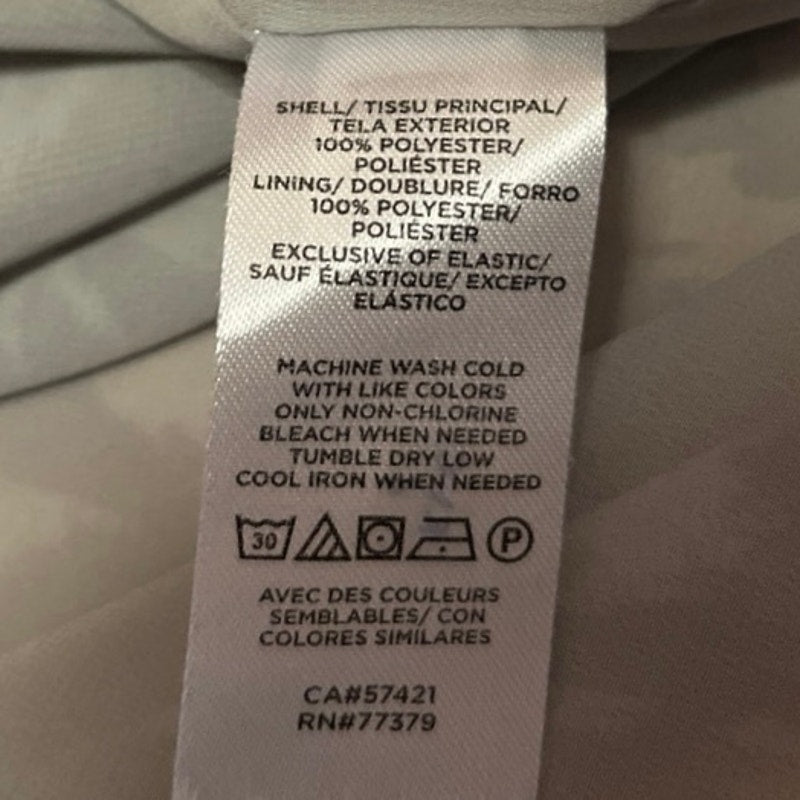 SHELL/ TISSU PRINCIPAL/
TELA EXTERIOR
100% POLYESTER/
POLIÉSTER
LINING/ DOUBLURE/ FORRO
100% POLYESTER/
POLIÉSTER
EXCLUSIVE OF ELASTIC/
SAUF ÉLASTIQUE/ EXCEPTO
ELÁSTICO
MACHINE WASH COLD
WITH LIKE COLORS
ONLY NON-CHLORINE
BLEACH WHEN NEEDED
TUMBLE DRY LOW
COOL IRON WHEN NEEDED
30 P
AVEC DES COULEURS
SEMBLABLES/ CON
COLORES SIMILARES
CA#57421
RN#77379